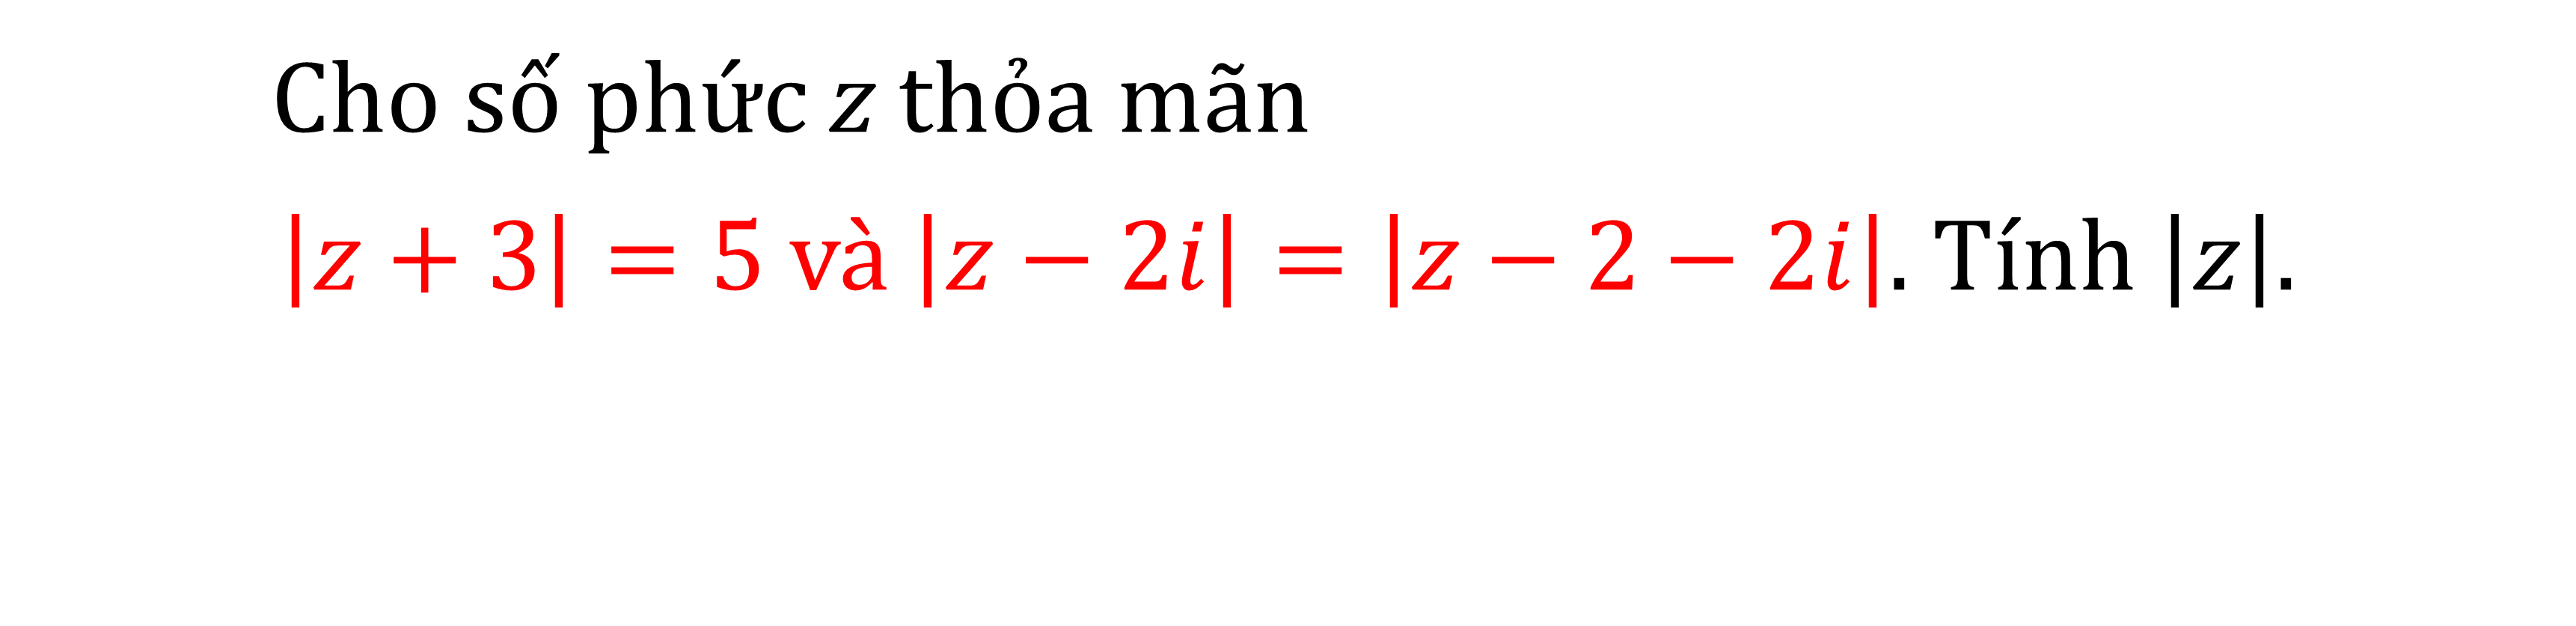 Cho số phức z thỏa mãn
|z + 3| = 5 và |z − 2i| = |z − 2 − 2i|. Tính |z|.